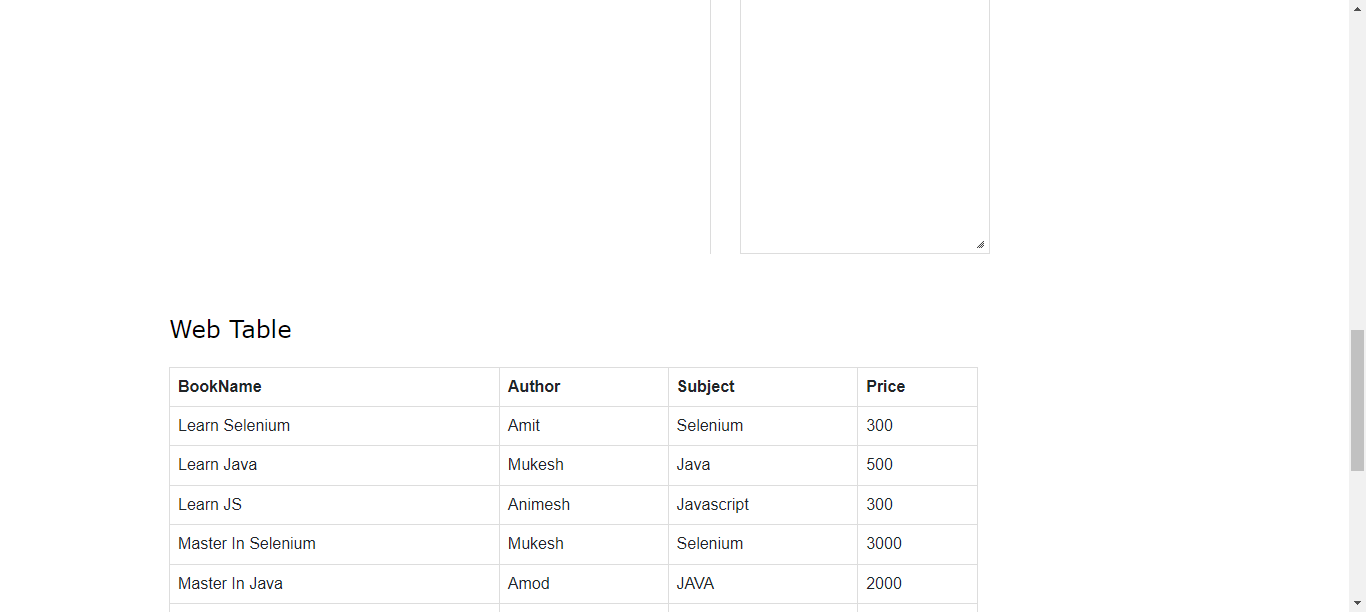 Web Table
BookName Author Subject Price
Learn Selenium Amit Selenium 300
Learn Java Mukesh Java 500
Learn JS Animesh Javascript 300
Master In Selenium Mukesh Selenium 3000
Master In Java Amod JAVA 2000